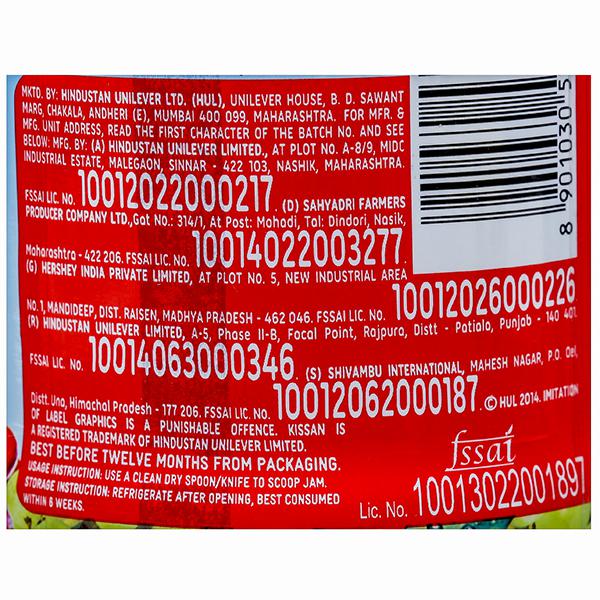 MKTD. BY: HINDUSTAN UNILEVER LTD. (HUL), UNILEVER HOUSE, B. D. SAWANT
MARG, CHAKALA, ANDHERI (E), MUMBAI 400 099, MAHARASHTRA. FOR MFR. &
MFG. UNIT ADDRESS, READ THE FIRST CHARACTER OF THE BATCH NO. AND SEE
BELOW: MFG. BY: (A) HINDUSTAN UNILEVER LIMITED., AT PLOT NO. A-8/9, MIDC
INDUSTRIAL ESTATE, MALEGAON, SINNAR - 422 103, NASHIK, MAHARASHTRA.
FSSAI LIC. No. 10012022000217. (D) SAHYADRI FARMERS
PRODUCER COMPANY LTD.,Gat No.: 314/1, At Post: Mohadi, Tal: Dindori, Nasik,
Maharashtra - 422 206. FSSAI LIC. No. 10014022003277.
(G) HERSHEY INDIA PRIVATE LIMITED, AT PLOT NO. 5, NEW INDUSTRIAL AREA
No. 1, MANDIDEEP, DIST. RAISEN, MADHYA PRADESH - 462 046. FSSAI LIC. No. 10012026000226.
(R) HINDUSTAN UNILEVER LIMITED, A-5, Phase II-B, Focal Point, Rajpura, Distt - Patiala, Punjab - 140 401.
FSSAI LIC. No. 10014063000346. (S) SHIVAMBU INTERNATIONAL, MAHESH NAGAR, P.O. Oel,
Distt. Una, Himachal Pradesh - 177 206. FSSAI LIC. No. 10012062000187. © HUL 2014. IMITATION
OF LABEL GRAPHICS IS A PUNISHABLE OFFENCE. KISSAN IS
A REGISTERED TRADEMARK OF HINDUSTAN UNILEVER LIMITED.
BEST BEFORE TWELVE MONTHS FROM PACKAGING.
USAGE INSTRUCTION: USE A CLEAN DRY SPOON/KNIFE TO SCOOP JAM.
STORAGE INSTRUCTION: REFRIGERATE AFTER OPENING, BEST CONSUMED
WITHIN 6 WEEKS.
8 901030 5
fssai
Lic. No. 10013022001897